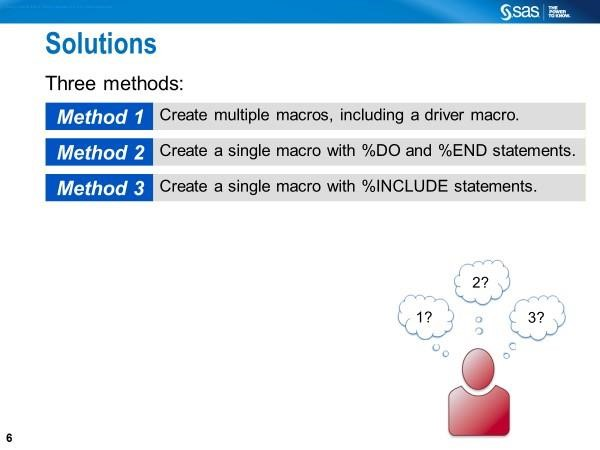 sas
THE
POWER
TO KNOW.
Solutions
Three methods:
Method 1 Create multiple macros, including a driver macro.
Method 2 Create a single macro with %DO and %END statements.
Method 3 Create a single macro with %INCLUDE statements.
2?
1? 3?
6